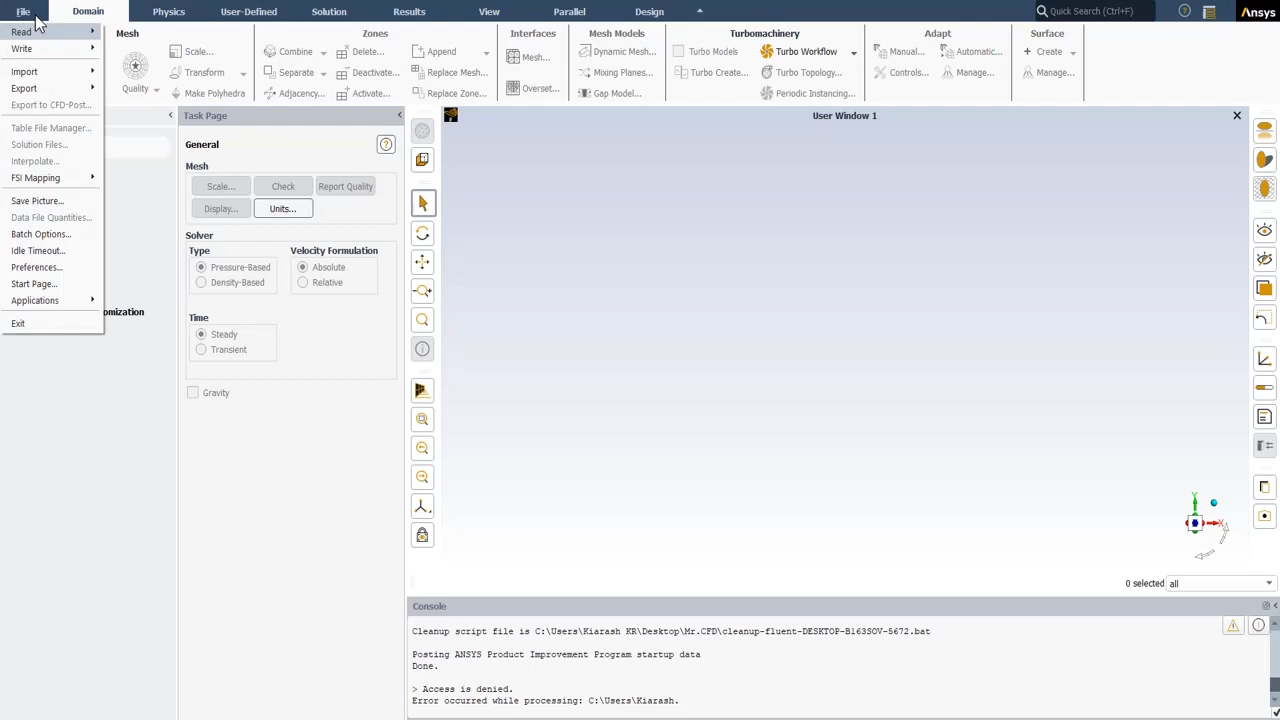 File Domain Physics User-Defined Solution Results View Parallel Design Quick Search (Ctrl+F) Ansys
Read
Write
Import
Export
Export to CFD-Post...
Table File Manager...
Solution Files...
Interpolate...
FSI Mapping
Save Picture...
Data File Quantities...
Batch Options...
Idle Timeout...
Preferences...
Start Page...
Applications
Exit
omization
Mesh
Scale...
Transform
Quality
Make Polyhedra
Zones
Combine Delete...
Separate Deactivate...
Adjacency... Activate...
Append
Replace Mesh...
Replace Zone...
Interfaces
Mesh...
Overset...
Mesh Models
Dynamic Mesh...
Mixing Planes...
Gap Model...
Turbomachinery
Turbo Models Turbo Workflow
Turbo Create... Turbo Topology...
Periodic Instancing...
Adapt
Manual... Automatic...
Controls... Manage...
Surface
Create
Manage...
Task Page
General
Mesh
Scale... Check Report Quality
Display... Units...
Solver
Type Velocity Formulation
Pressure-Based Absolute
Density-Based Relative
Time
Steady
Transient
Gravity
User Window 1
Y
X
0 selected all
Console
Cleanup script file is C:\Users\Kiarash KR\Desktop\Mr.CFD\cleanup-fluent-DESKTOP-B163SOV-5672.bat
Posting ANSYS Product Improvement Program startup data
Done.
> Access is denied.
Error occurred while processing: C:\Users\Kiarash.